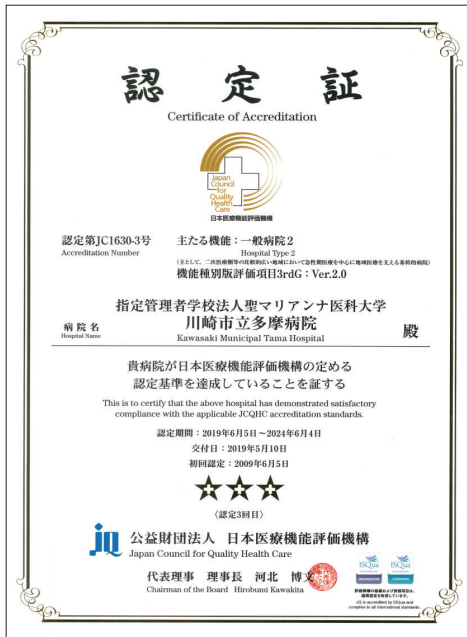 認定証
Certificate of Accreditation
Japan
Council for
Quality
Health
Care
日本医療機能評価機構
認定第JC1630-3号
Accreditation Number
主たる機能：一般病院2
Hospital Type 2
（主として、二次医療圏等の比較的広い地域において急性期医療を中心に地域医療を支える基幹的病院）
機能種別版評価項目3rdG：Ver.2.0
指定管理者学校法人聖マリアンナ医科大学
病院名 川崎市立多摩病院 殿
Hospital Name Kawasaki Municipal Tama Hospital
貴病院が日本医療機能評価機構の定める
認定基準を達成していることを証する
This is to certify that the above hospital has demonstrated satisfactory
compliance with the applicable JCQHC accreditation standards.
認定期間：2019年6月5日～2024年6月4日
交付日：2019年5月10日
初回認定：2009年6月5日
〈認定3回目〉
jQ 公益財団法人 日本医療機能評価機構
Japan Council for Quality Health Care
代表理事 理事長 河北 博文
Chairman of the Board Hirobumi Kawakita
ISQua ISQua
JQ is accredited by ISQua and
complies to all international standards.